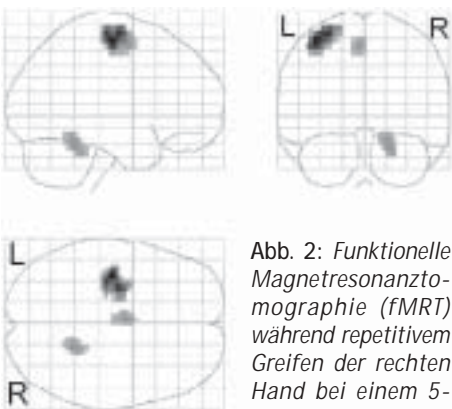 L R
L
R
Abb. 2: Funktionelle
Magnetresonanzto-
mographie (fMRT)
während repetitivem
Greifen der rechten
Hand bei einem 5-